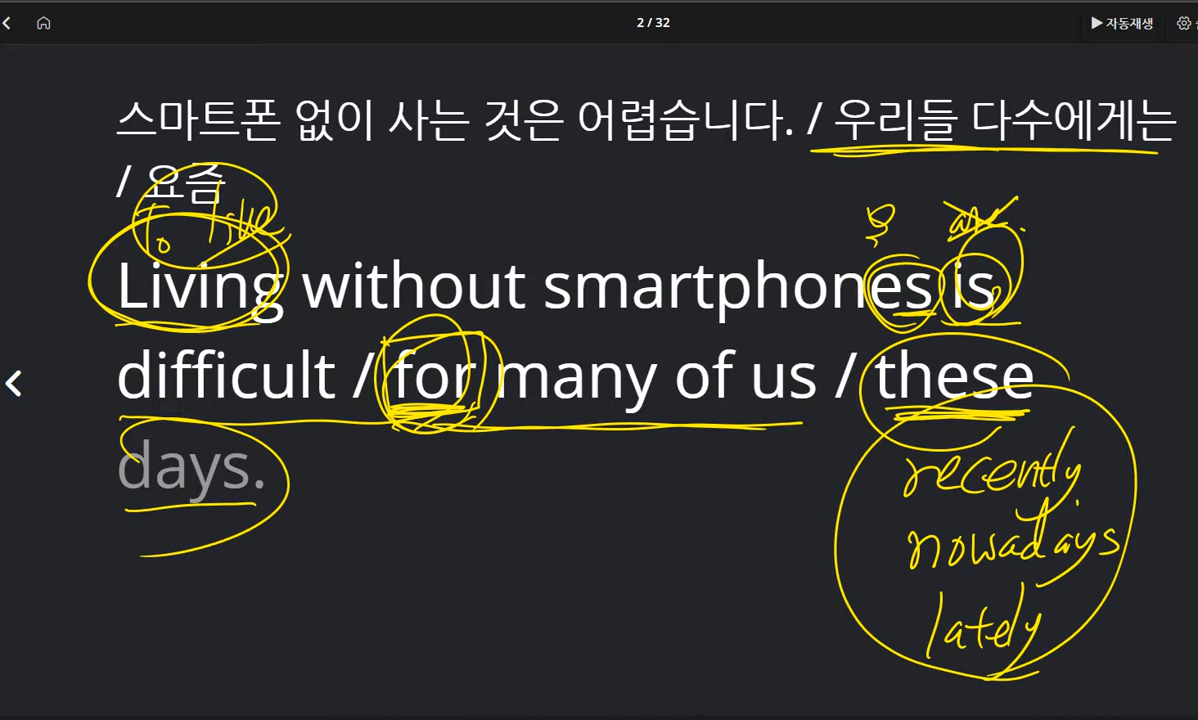 2 / 32
▶ 자동재생
스마트폰 없이 사는 것은 어렵습니다. / 우리들 다수에게는
/ 요즘
To live
are
Living without smartphones is
difficult / for many of us / these
days.
recently
nowadays
lately